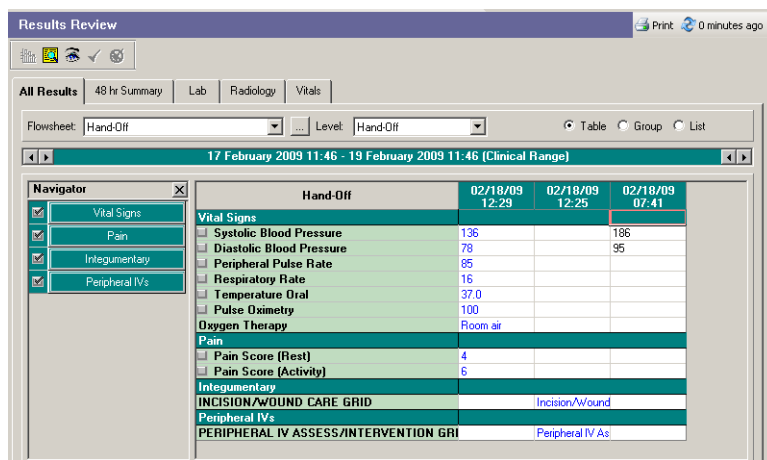 Results Review
Print 0 minutes ago
All Results 48 hr Summary Lab Radiology Vitals
Flowsheet: Hand-Off ... Level: Hand-Off Table Group List
17 February 2009 11:46 - 19 February 2009 11:46 (Clinical Range)
Navigator
Vital Signs
Pain
Integumentary
Peripheral IVs
Hand-Off 02/18/09 12:29 02/18/09 12:25 02/18/09 07:41
Vital Signs
Systolic Blood Pressure 136 186
Diastolic Blood Pressure 78 95
Peripheral Pulse Rate 85
Respiratory Rate 16
Temperature Oral 37.0
Pulse Oximetry 100
Oxygen Therapy Room air
Pain
Pain Score (Rest) 4
Pain Score (Activity) 6
Integumentary
INCISION/WOUND CARE GRID Incision/Wound
Peripheral IVs
PERIPHERAL IV ASSESS/INTERVENTION GRI Peripheral IV As